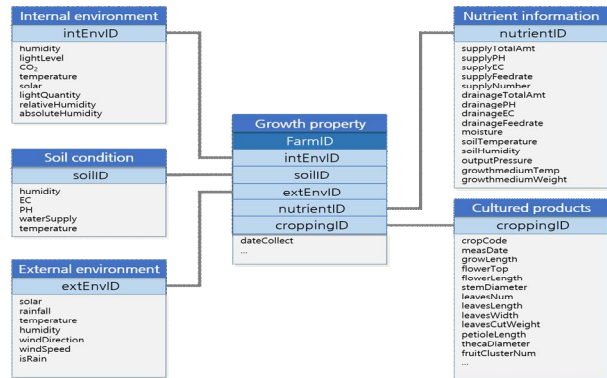 Internal environment
intEnvID
humidity
lightLevel
CO₂
temperature
solar
lightQuantity
relativeHumidity
absoluteHumidity
Soil condition
soilID
humidity
EC
PH
waterSupply
temperature
External environment
extEnvID
solar
rainfall
temperature
humidity
windDirection
windSpeed
isRain
Growth property
FarmID
intEnvID
soilID
extEnvID
nutrientID
croppingID
dateCollect
...
Nutrient information
nutrientID
supplyTotalAmt
supplyPH
supplyEC
supplyFeedrate
supplyNumber
drainageTotalAmt
drainagePH
drainageEC
drainageFeedrate
moisture
soilTemperature
soilHumidity
outputPressure
growthmediumTemp
growthmediumWeight
Cultured products
croppingID
cropCode
measDate
growLength
flowerTop
flowerLength
stemDiameter
leavesNum
leavesLength
leavesWidth
leavesCutWeight
petioleLength
thecaDiameter
fruitClusterNum
...